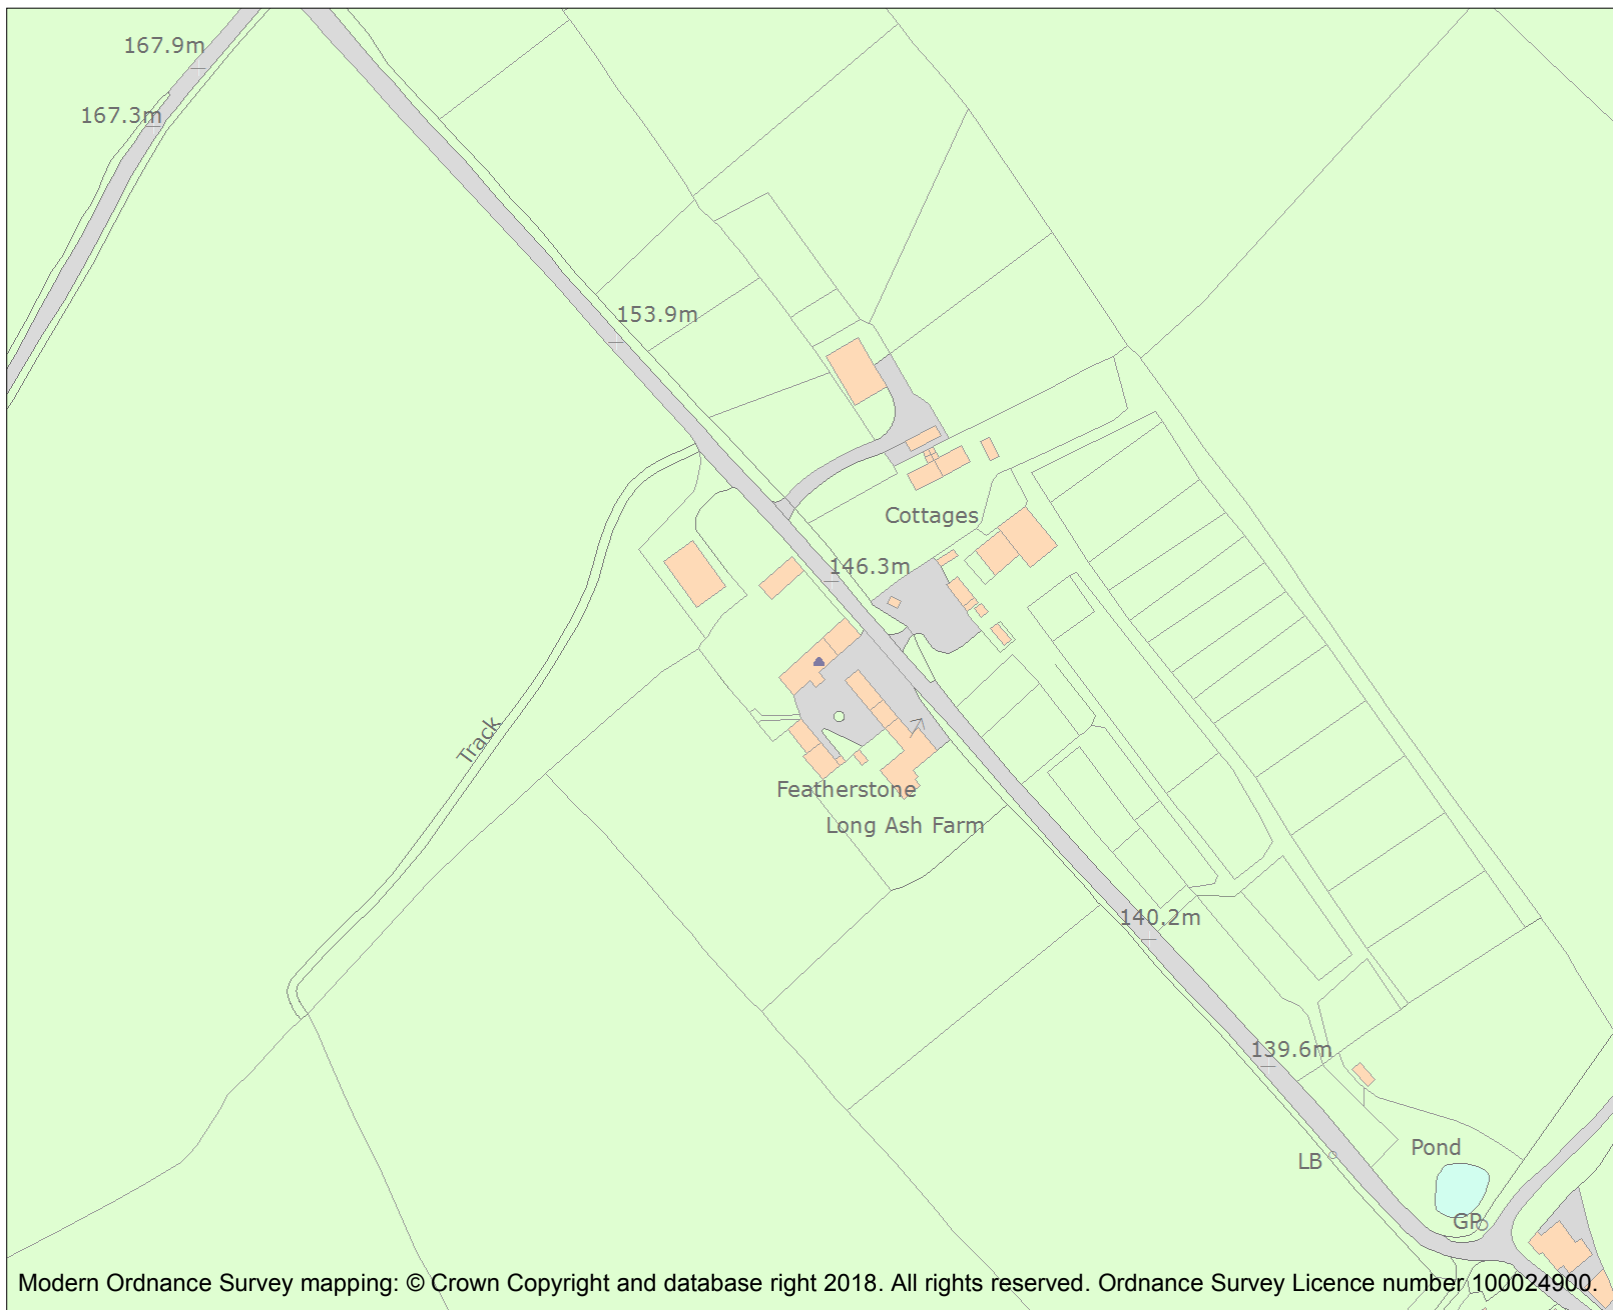 167.9m
167.3m
153.9m
Cottages
146.3m
Track
Featherstone
Long Ash Farm
140.2m
139.6m
Pond
LB
GP
Modern Ordnance Survey mapping: © Crown Copyright and database right 2018. All rights reserved. Ordnance Survey Licence number 100024900.